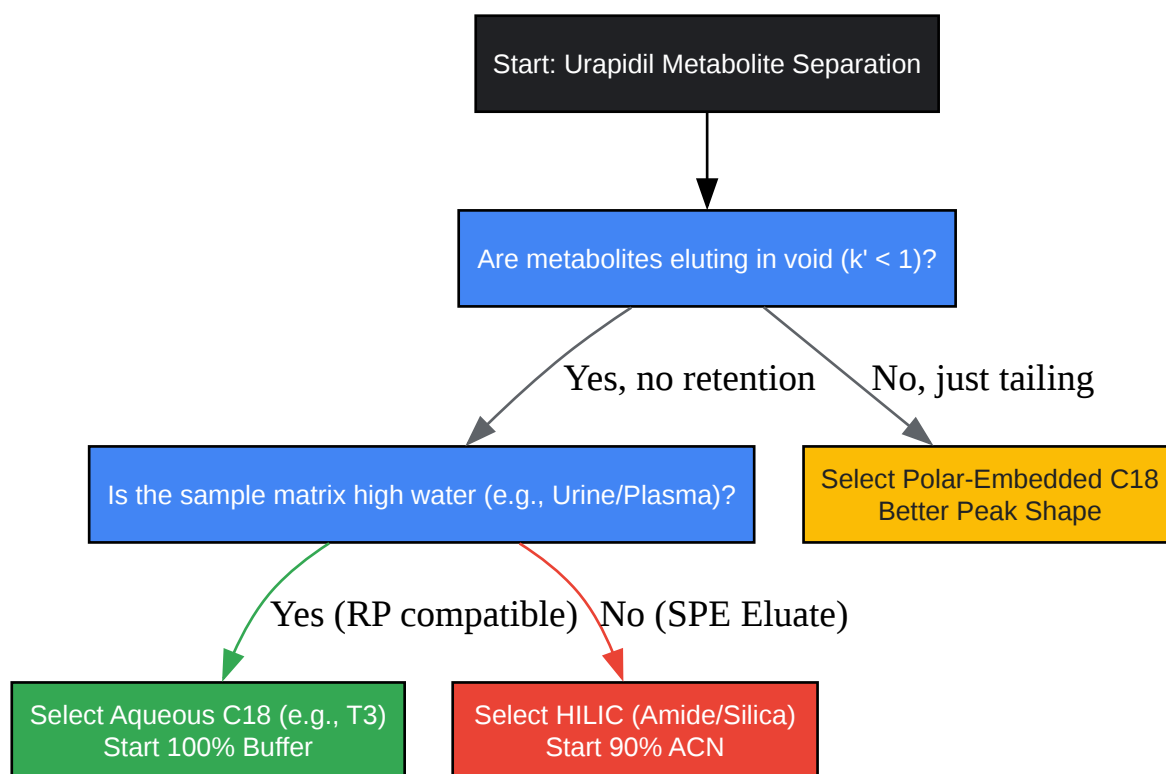 Start: Urapidil Metabolite Separation
Are metabolites eluting in void (k' < 1)?
Yes, no retention
No, just tailing
Is the sample matrix high water (e.g., Urine/Plasma)?
Select Polar-Embedded C18
Better Peak Shape
Yes (RP compatible)
No (SPE Eluate)
Select Aqueous C18 (e.g., T3)
Start 100% Buffer
Select HILIC (Amide/Silica)
Start 90% ACN